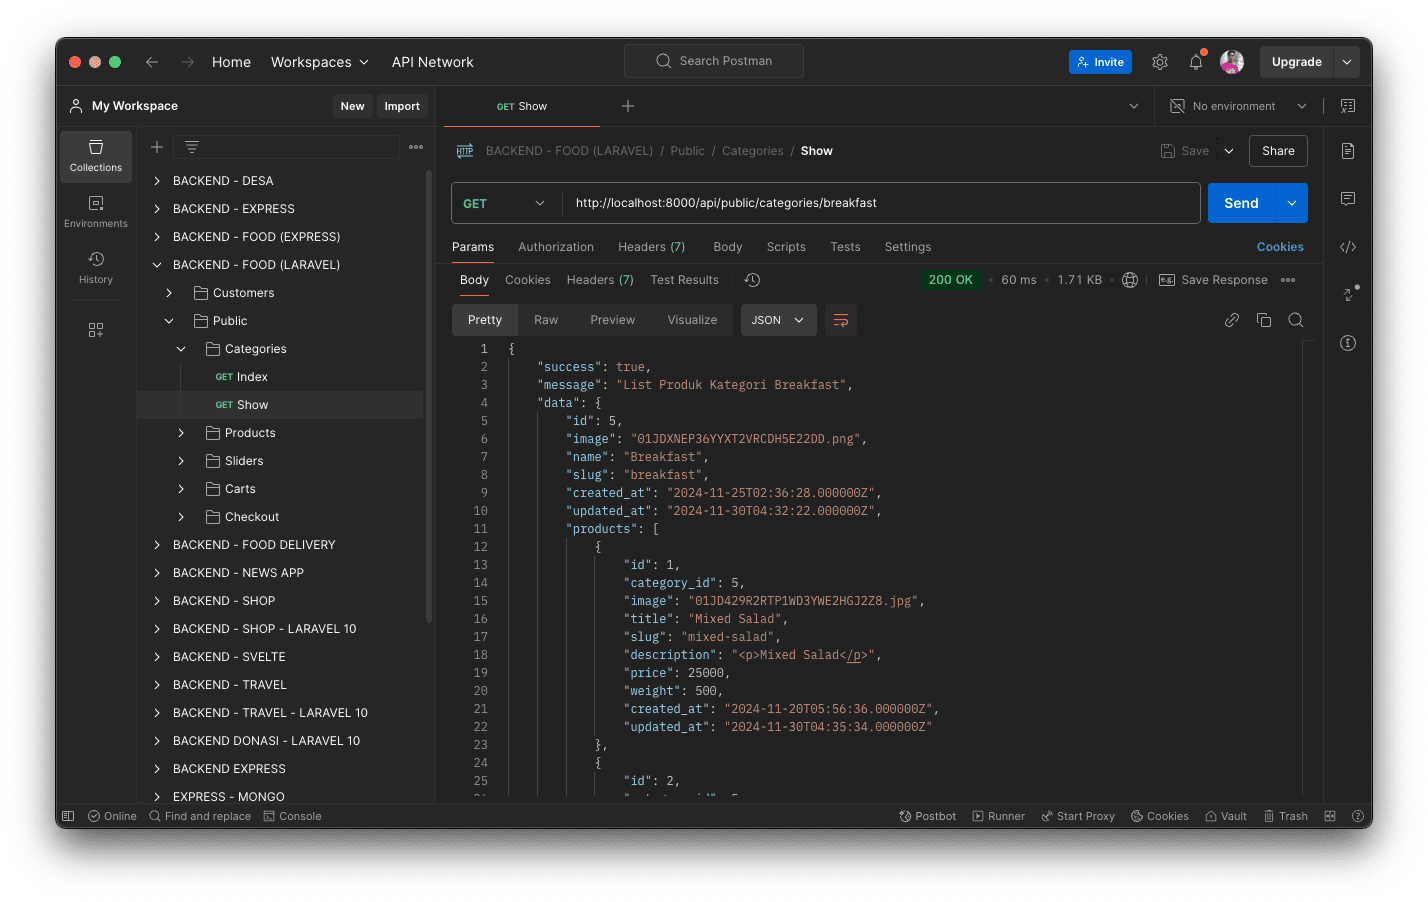 Home Workspaces API Network Search Postman Invite Upgrade
My Workspace New Import GET Show No environment
Collections
Environments
History
BACKEND - DESA
BACKEND - EXPRESS
BACKEND - FOOD (EXPRESS)
BACKEND - FOOD (LARAVEL)
Customers
Public
Categories
GET Index
GET Show
Products
Sliders
Carts
Checkout
BACKEND - FOOD DELIVERY
BACKEND - NEWS APP
BACKEND - SHOP
BACKEND - SHOP - LARAVEL 10
BACKEND - SVELTE
BACKEND - TRAVEL
BACKEND - TRAVEL - LARAVEL 10
BACKEND DONASI - LARAVEL 10
BACKEND EXPRESS
EXPRESS - MONGO
HTTP BACKEND - FOOD (LARAVEL) / Public / Categories / Show Save Share
GET http://localhost:8000/api/public/categories/breakfast Send
Params Authorization Headers (7) Body Scripts Tests Settings Cookies
Body Cookies Headers (7) Test Results 200 OK • 60 ms • 1.71 KB • e.g. Save Response
Pretty Raw Preview Visualize JSON
1 {
2 "success": true,
3 "message": "List Produk Kategori Breakfast",
4 "data": {
5 "id": 5,
6 "image": "01JDXNEP36YYXT2VRCDH5E22DD.png",
7 "name": "Breakfast",
8 "slug": "breakfast",
9 "created_at": "2024-11-25T02:36:28.000000Z",
10 "updated_at": "2024-11-30T04:32:22.000000Z",
11 "products": [
12 {
13 "id": 1,
14 "category_id": 5,
15 "image": "01JD429R2RTP1WD3YWE2HGJ2Z8.jpg",
16 "title": "Mixed Salad",
17 "slug": "mixed-salad",
18 "description": "<p>Mixed Salad</p>",
19 "price": 25000,
20 "weight": 500,
21 "created_at": "2024-11-20T05:56:36.000000Z",
22 "updated_at": "2024-11-30T04:35:34.000000Z"
23 },
24 {
25 "id": 2,
Online Find and replace Console Postbot Runner Start Proxy Cookies Vault Trash